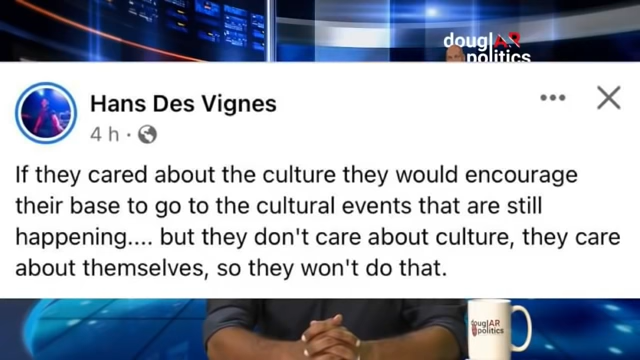 douglAR
politics
Hans Des Vignes
4 h ·
If they cared about the culture they would encourage
their base to go to the cultural events that are still
happening.... but they don't care about culture, they care
about themselves, so they won't do that.
douglAR
politics